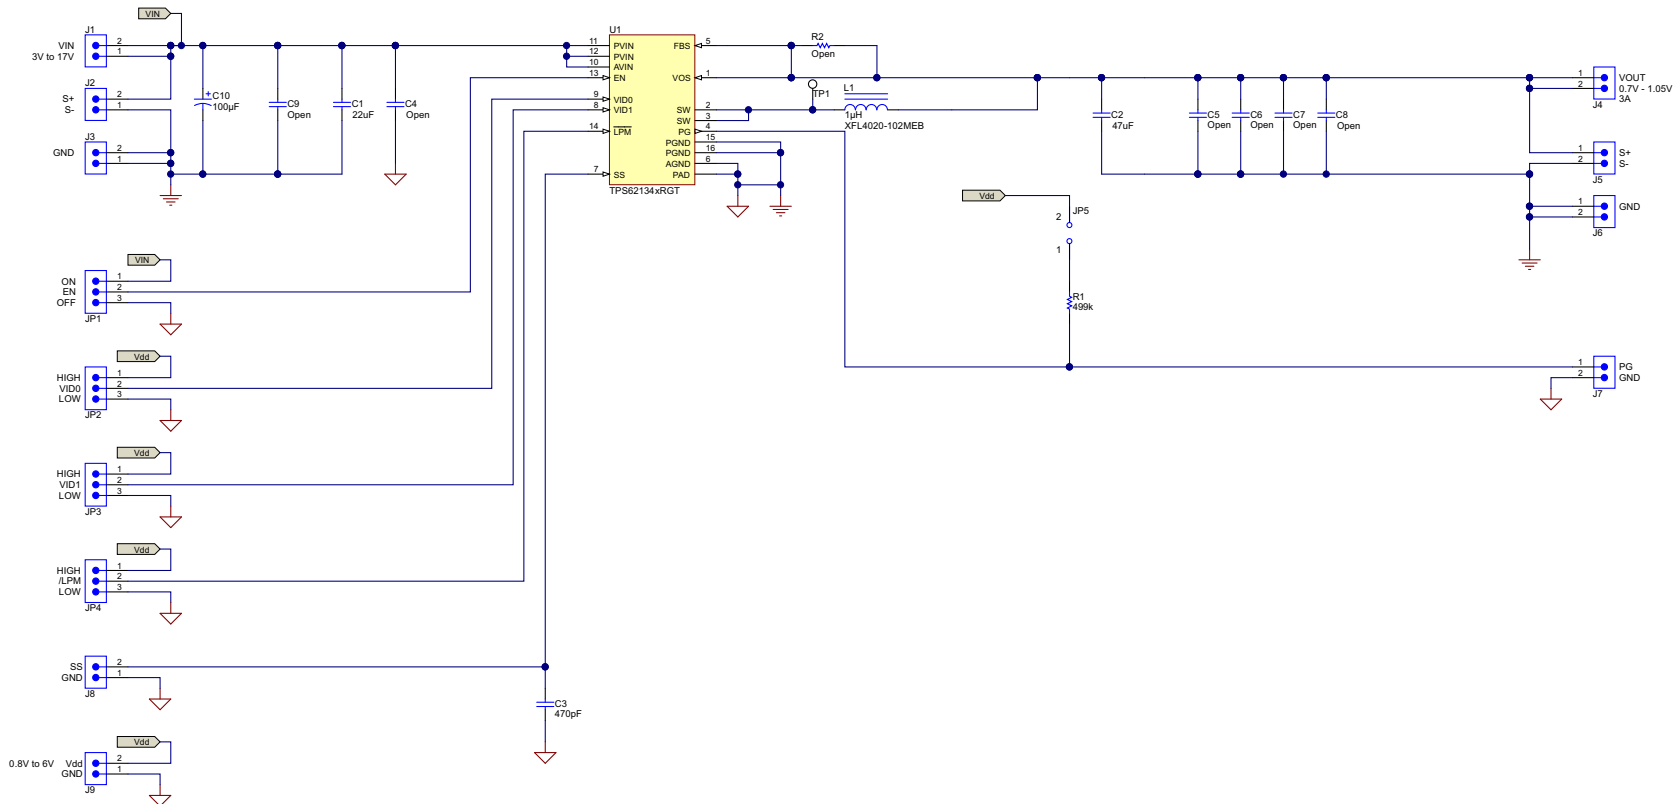 VIN
J1
VIN
3V to 17V
2
1
J2
S+
S-
2
1
J3
GND
2
1
C10
100µF
C9
Open
C1
22uF
C4
Open
U1
11 PVIN
12 PVIN
10 AVIN
13 EN
9 VID0
8 VID1
14 LPM
7 SS
FBS 5
VOS 1
SW 2
SW 3
PG 4
PGND 15
PGND 16
AGND 6
PAD
TPS62134xRGT
R2
Open
TP1
L1
1µH
XFL4020-102MEB
C2
47uF
C5
Open
C6
Open
C7
Open
C8
Open
1
2
VOUT
0.7V - 1.05V
J4
3A
1
2
S+
S-
J5
1
2
GND
J6
Vdd
JP5
2
1
R1
499k
1
2
PG
GND
J7
VIN
ON 1
EN 2
OFF 3
JP1
Vdd
HIGH 1
VID0 2
LOW 3
JP2
Vdd
HIGH 1
VID1 2
LOW 3
JP3
Vdd
HIGH 1
/LPM 2
LOW 3
JP4
SS 2
GND 1
J8
C3
470pF
Vdd
0.8V to 6V Vdd 2
GND 1
J9